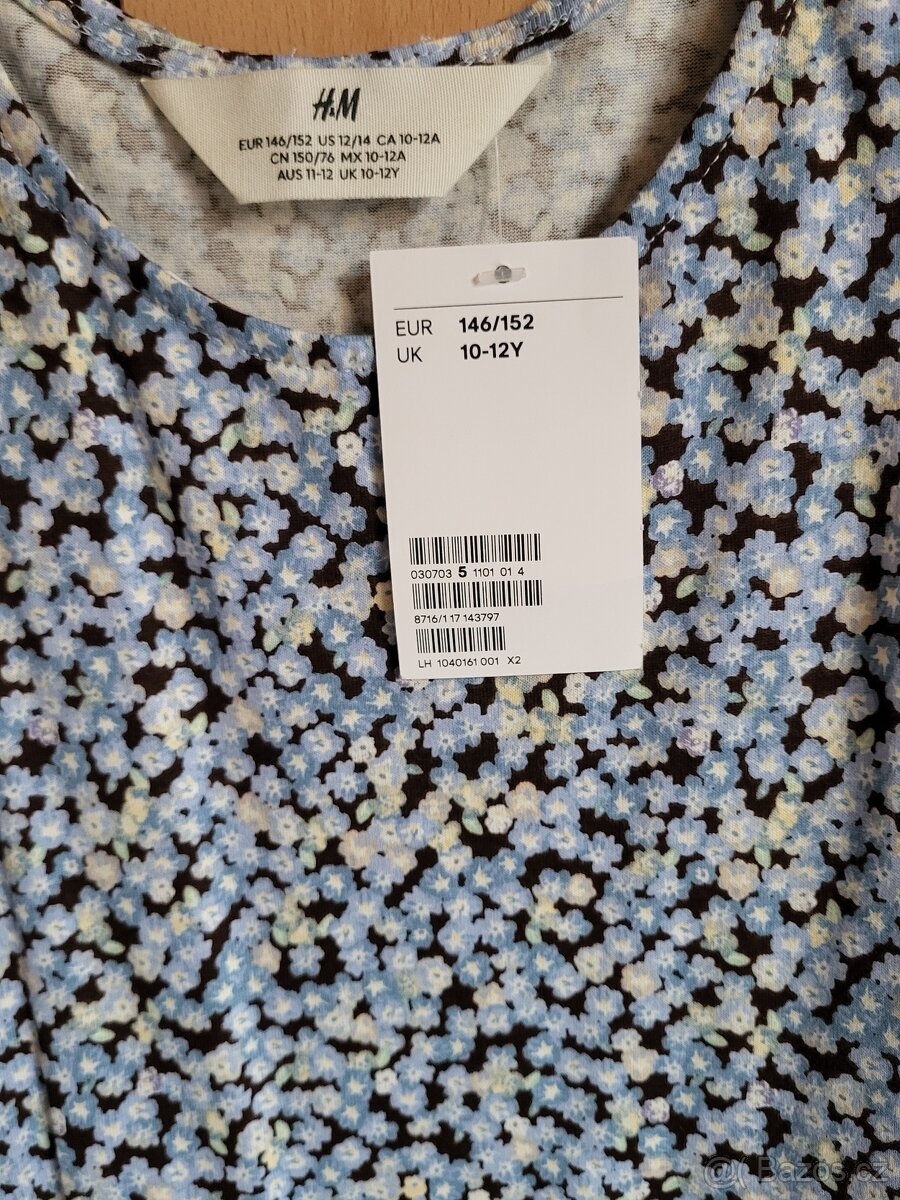 H&M
EUR 146/152 US 12/14 CA 10-12A
CN 150/76 MX 10-12A
AUS 11-12 UK 10-12Y
EUR 146/152
UK 10-12Y
030703 5 1101 01 4
8716/1 17 143797
LH 1040161 001 X2
@( Bazos.cz